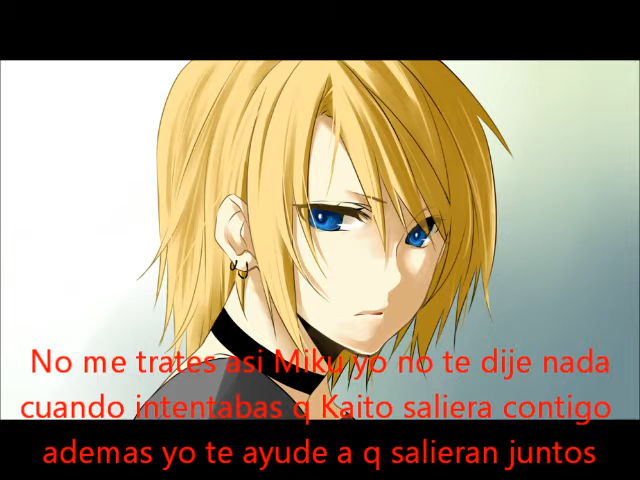 No me trates asi Miku yo no te dije nada
cuando intentabas q Kaito saliera contigo
ademas yo te ayude a q salieran juntos